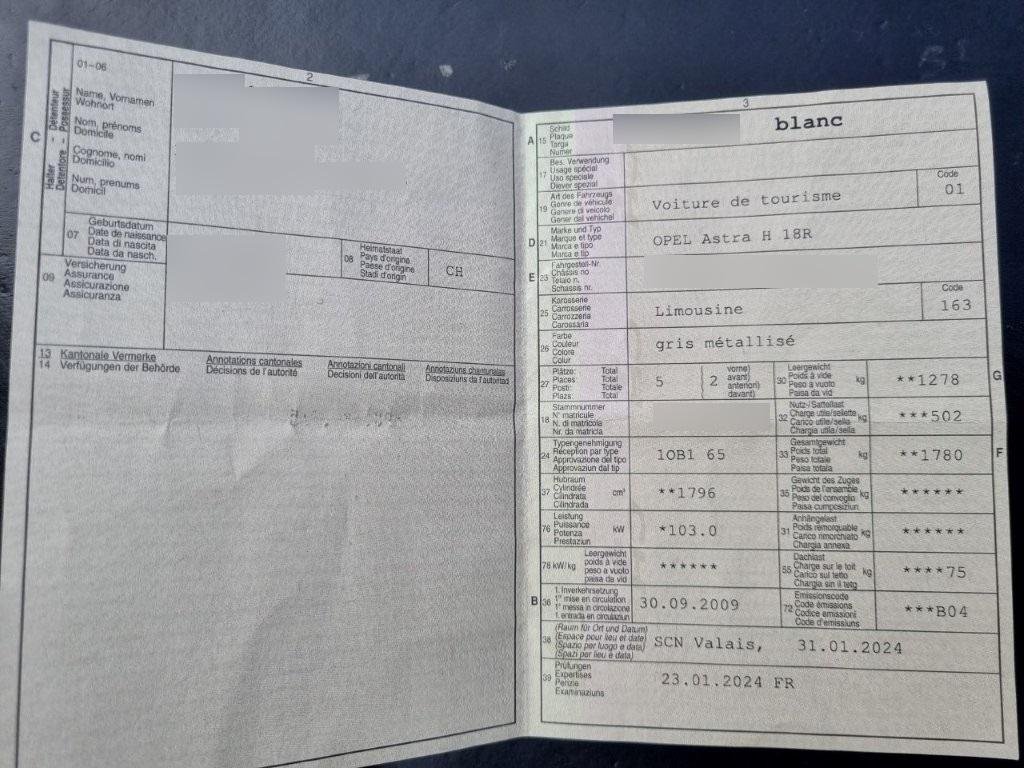 2
C
Halter - Détenteur
Detentore - Possessur
01-06
Name, Vornamen
Wohnort
Nom, prénoms
Domicile
Cognome, nomi
Domicilio
Num, prenums
Domicil
07
Geburtsdatum
Date de naissance
Data di nascita
Data da nasch.
08
Heimatstaat
Pays d'origine
Paese d'origine
Stadi d'origin
CH
09
Versicherung
Assurance
Assicurazione
Assicuranza
13 Kantonale Vermerke Annotations cantonales Annotazioni cantonali Annotaziuns chantunalas
14 Verfügungen der Behörde Décisions de l'autorité Decisioni dell'autorità Disposiziuns da l'autoritad
3
A 15
Schild
Plaque
Targa
Numer
blanc
17
Bes. Verwendung
Usage spécial
Uso speciale
Diever spezial
19
Art des Fahrzeugs
Genre de véhicule
Genere di veicolo
Gener dal vehichel
Voiture de tourisme
Code
01
D 21
Marke und Typ
Marque et type
Marca e tipo
Marca e tip
OPEL Astra H 18R
E 23
Fahrgestell-Nr.
Châssis no
Telaio n.
Schassis nr.
25
Karosserie
Carrosserie
Carrozzeria
Carossaria
Limousine
Code
163
26
Farbe
Couleur
Colore
Colur
gris métallisé
27
Plätze: Total
Places: Total
Posti: Totale
Plazs: Total
5
2
vorne)
avant)
anteriori)
davant)
30
Leergewicht
Poids à vide
Peso a vuoto
Paisa da vid
kg
**1278
G
18
Stammnummer
N° matricule
N. di matricola
Nr. da matricla
32
Nutz-/Sattellast
Charge utile/sellette
Carico utile/sella
Chargia utila/sella
kg
***502
24
Typengenehmigung
Réception par type
Approvazione del tipo
Approvaziun dal tip
1OB1 65
33
Gesamtgewicht
Poids total
Peso totale
Paisa totala
kg
**1780
F
37
Hubraum
Cylindrée
Cilindrata
Cilindrada
cm³
**1796
35
Gewicht des Zuges
Poids de l'ensemble
Peso del convoglio
Paisa cumposiziun
kg
******
76
Leistung
Puissance
Potenza
Prestaziun
kW
*103.0
31
Anhängelast
Poids remorquable
Carico rimorchiato
Chargia annexa
kg
******
78 kW/kg
Leergewicht
poids à vide
peso a vuoto
paisa da vid
******
55
Dachlast
Charge sur le toit
Carico sul tetto
Chargia sin il tetg
kg
****75
B 36
1. Inverkehrsetzung
1re mise en circulation
1a messa in circolazione
1. entrada en circulaziun
30.09.2009
72
Emissionscode
Code émissions
Codice emissioni
Code d'emissiuns
***B04
38
(Raum für Ort und Datum)
(Espace pour lieu et date)
(Spazio per luogo e data)
(Spazi per lieu e data)
SCN Valais, 31.01.2024
39
Prüfungen
Expertises
Perizie
Examinaziuns
23.01.2024 FR